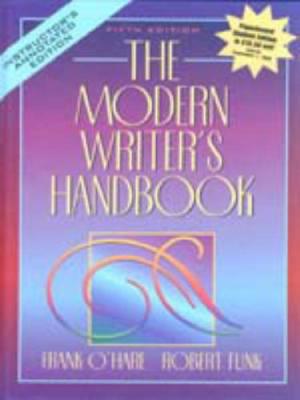 INSTRUCTOR'S
ANNOTATED
EDITION
FIFTH EDITION
THE
MODERN
WRITER'S
HANDBOOK
FRANK O'HARE ROBERT FUNK